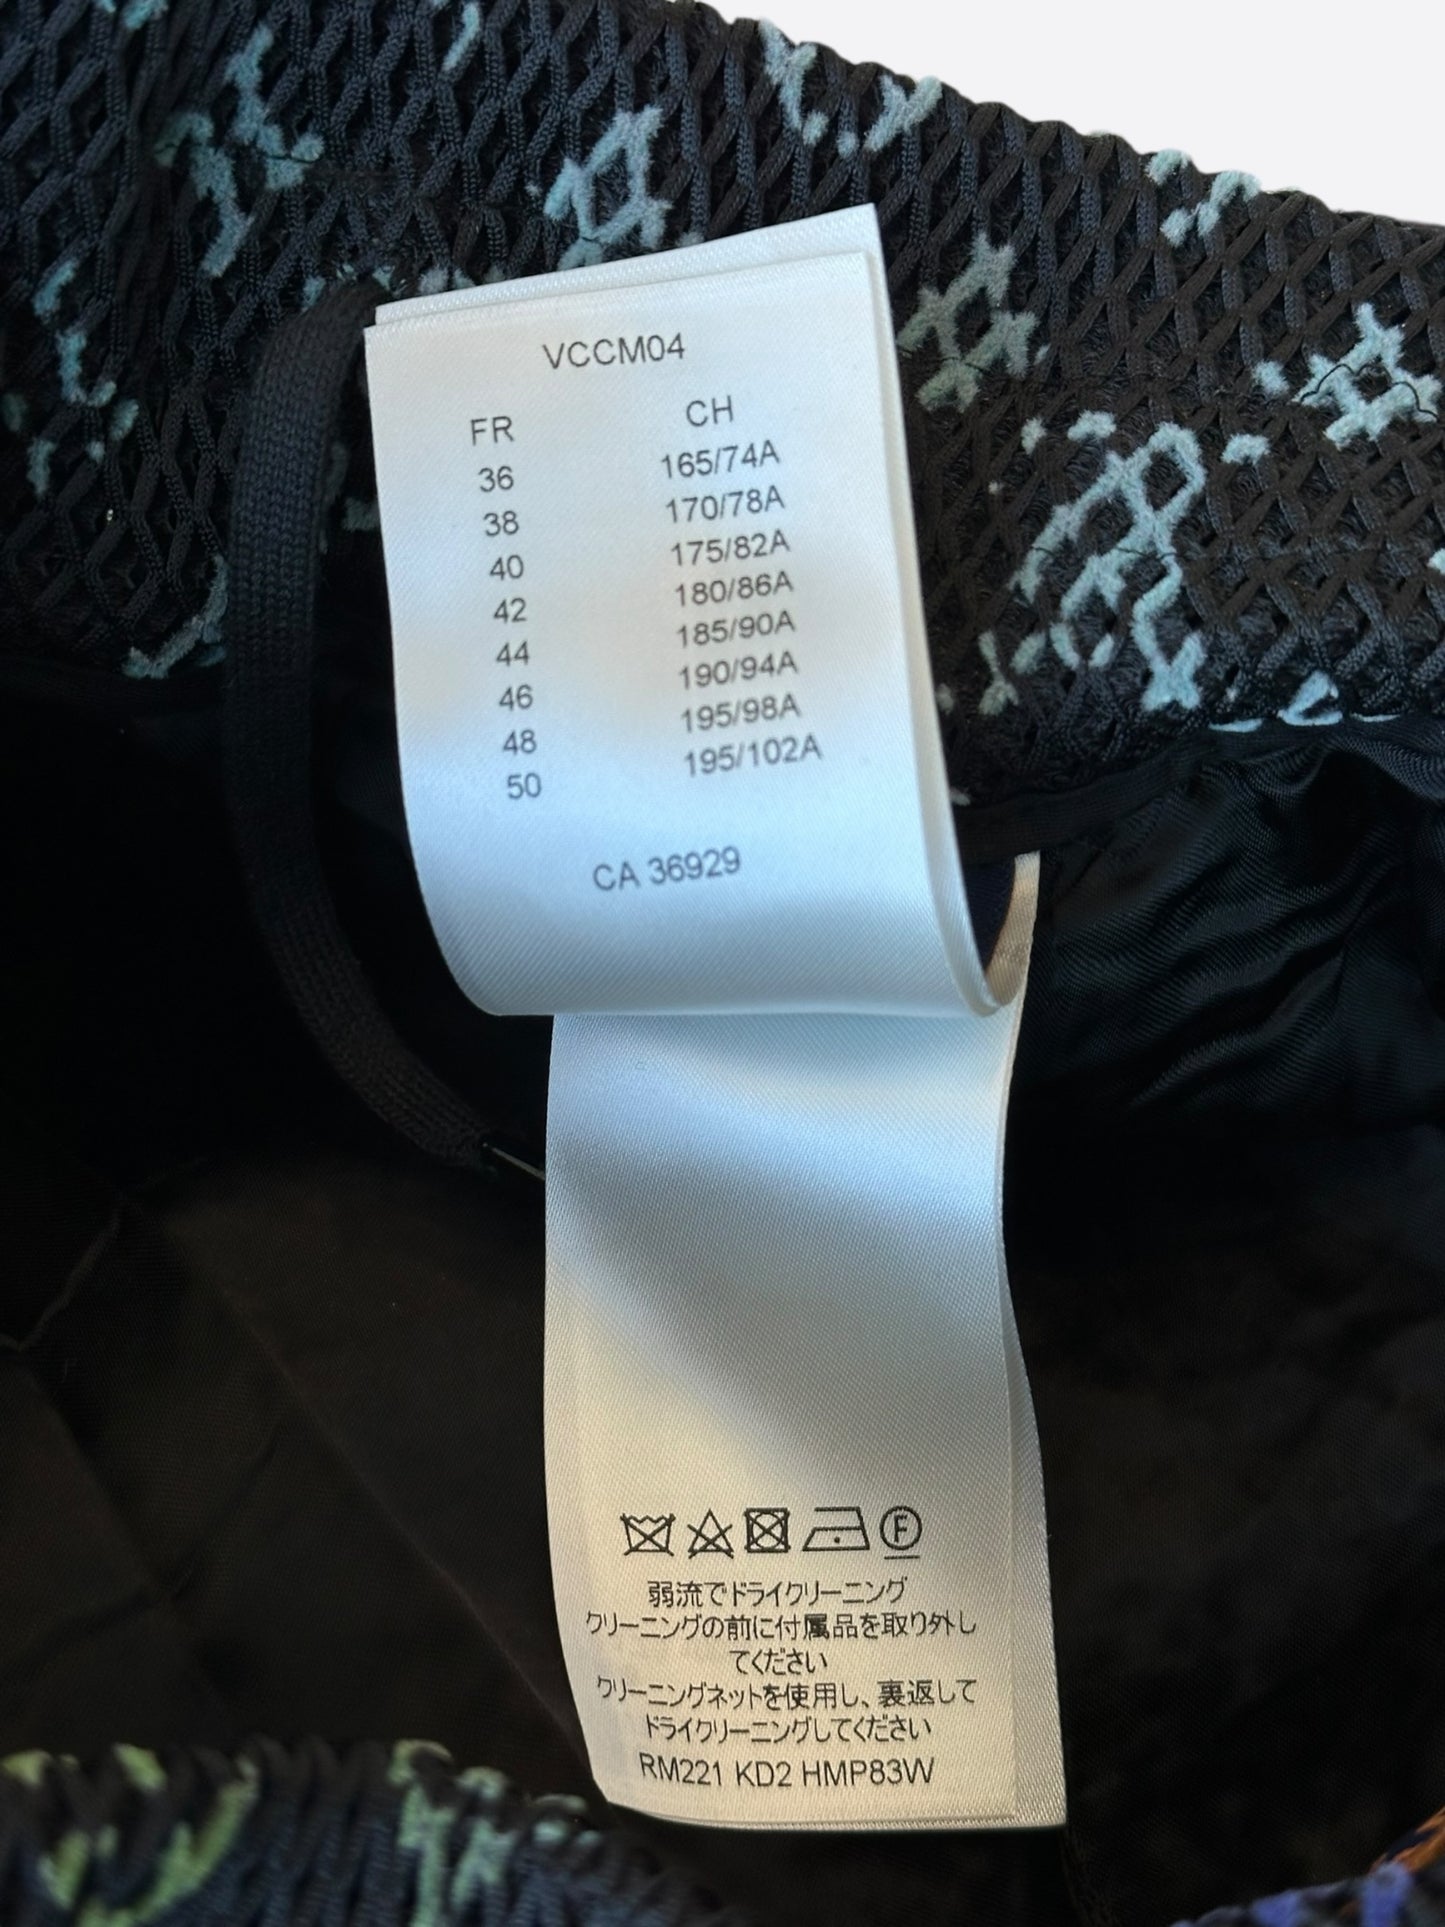 VCCM04
FR CH
36 165/74A
38 170/78A
40 175/82A
42 180/86A
44 185/90A
46 190/94A
48 195/98A
50 195/102A
CA 36929
F
弱流でドライクリーニング
クリーニングの前に付属品を取り外し
てください
クリーニングネットを使用し、裏返して
ドライクリーニングしてください
RM221 KD2 HMP83W